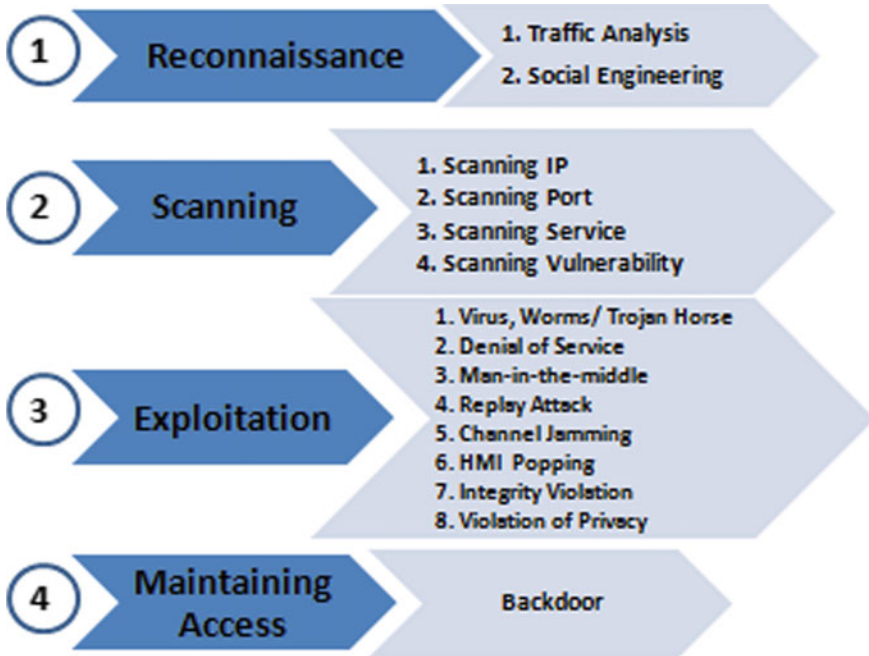 1
Reconnaissance
1. Traffic Analysis
2. Social Engineering
2
Scanning
1. Scanning IP
2. Scanning Port
3. Scanning Service
4. Scanning Vulnerability
3
Exploitation
1. Virus, Worms/ Trojan Horse
2. Denial of Service
3. Man-in-the-middle
4. Replay Attack
5. Channel Jamming
6. HMI Popping
7. Integrity Violation
8. Violation of Privacy
4
Maintaining
Access
Backdoor